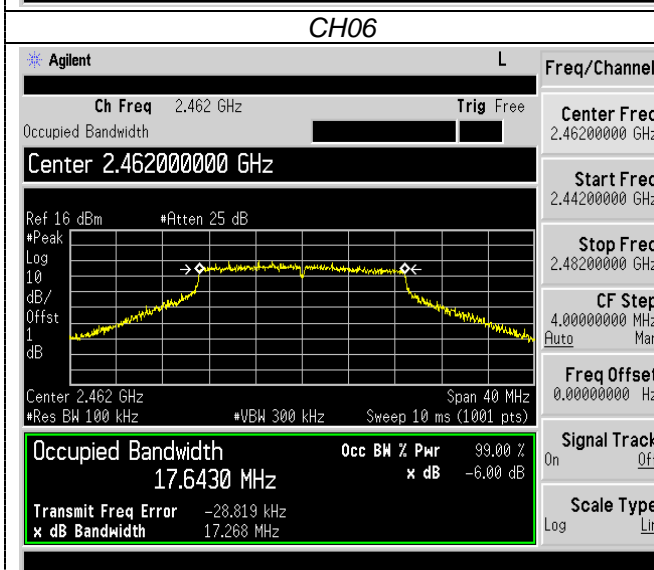 CH06
Agilent L
Freq/Channel
Ch Freq 2.462 GHz Trig Free
Occupied Bandwidth
Center 2.462000000 GHz
Center Freq
2.46200000 GHz
Start Freq
2.44200000 GHz
Stop Freq
2.48200000 GHz
CF Step
4.00000000 MHz
Auto Man
Freq Offset
0.00000000 Hz
Signal Track
On Off
Scale Type
Log Lin
Ref 16 dBm #Atten 25 dB
#Peak
Log
10
dB/
Offst
1
dB
Center 2.462 GHz Span 40 MHz
#Res BW 100 kHz #VBW 300 kHz Sweep 10 ms (1001 pts)
Occupied Bandwidth Occ BW % Pwr 99.00 %
17.6430 MHz x dB -6.00 dB
Transmit Freq Error -28.819 kHz
x dB Bandwidth 17.268 MHz